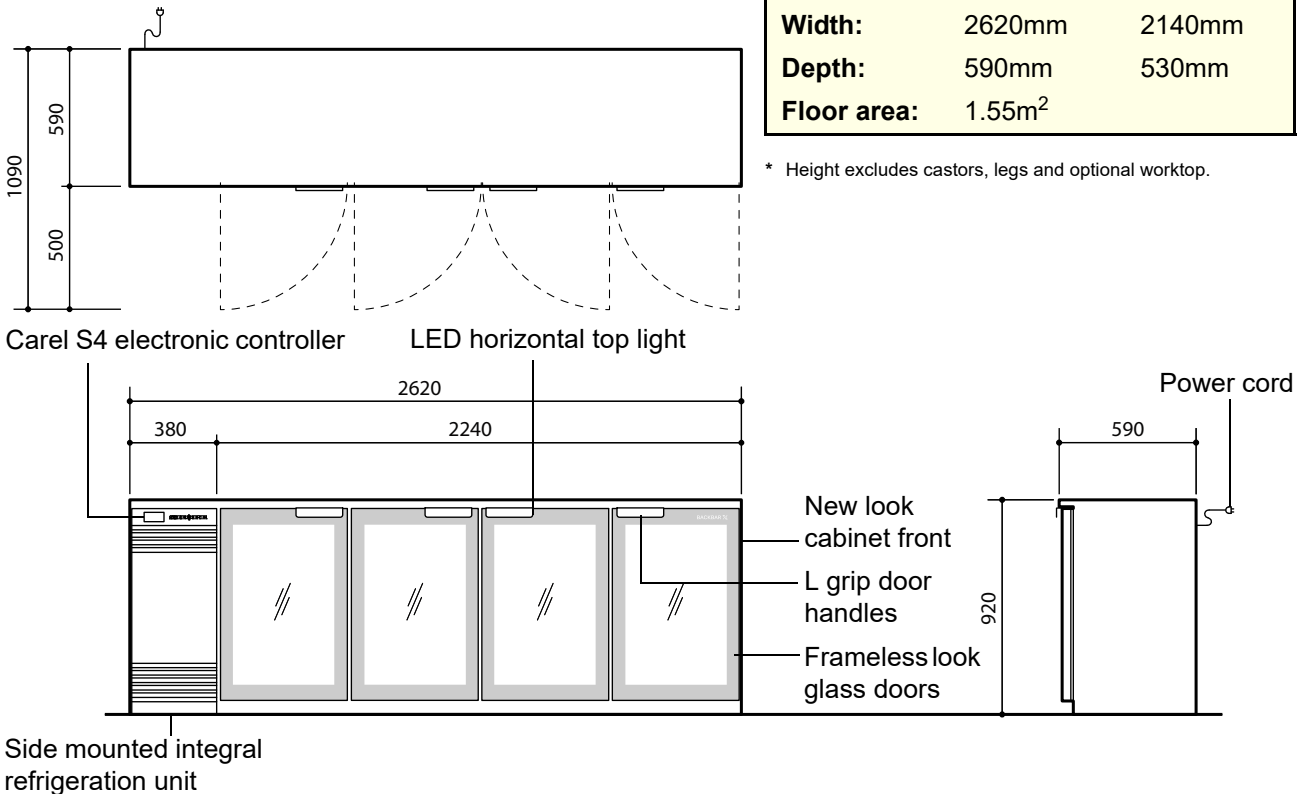 Width: 2620mm 2140mm
Depth: 590mm 530mm
Floor area: 1.55m²
* Height excludes castors, legs and optional worktop.
590
1090
500
Carel S4 electronic controller
LED horizontal top light
Power cord
2620
380
2240
590
New look
cabinet front
L grip door
handles
920
Frameless look
glass doors
Side mounted integral
refrigeration unit